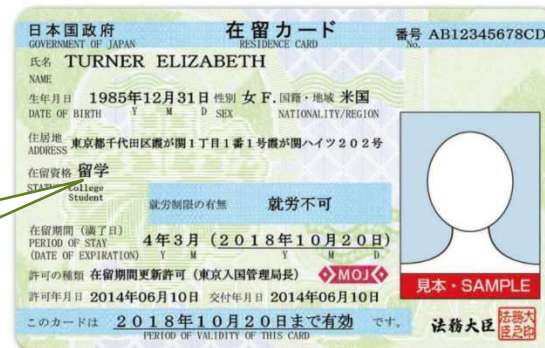 日本国政府 在留カード 番号 AB12345678CD
GOVERNMENT OF JAPAN RESIDENCE CARD No.
氏名 TURNER ELIZABETH
NAME
生年月日 1985年12月31日 性別 女 F. 国籍・地域 米国
DATE OF BIRTH Y M D SEX NATIONALITY/REGION
住居地 東京都千代田区霞が関1丁目1番1号霞が関ハイツ202号
ADDRESS
在留資格 留学
STATUS College
Student
就労制限の有無 就労不可
在留期間(満了日)
PERIOD OF STAY 4年3月(2018年10月20日)
(DATE OF EXPIRATION) Y M Y M D
許可の種類 在留期間更新許可(東京入国管理局長) MOJ
見本・SAMPLE
許可年月日 2014年06月10日 交付年月日 2014年06月10日
このカードは 2018年10月20日まで有効 です。 法務大臣
PERIOD OF VALIDITY OF THIS CARD